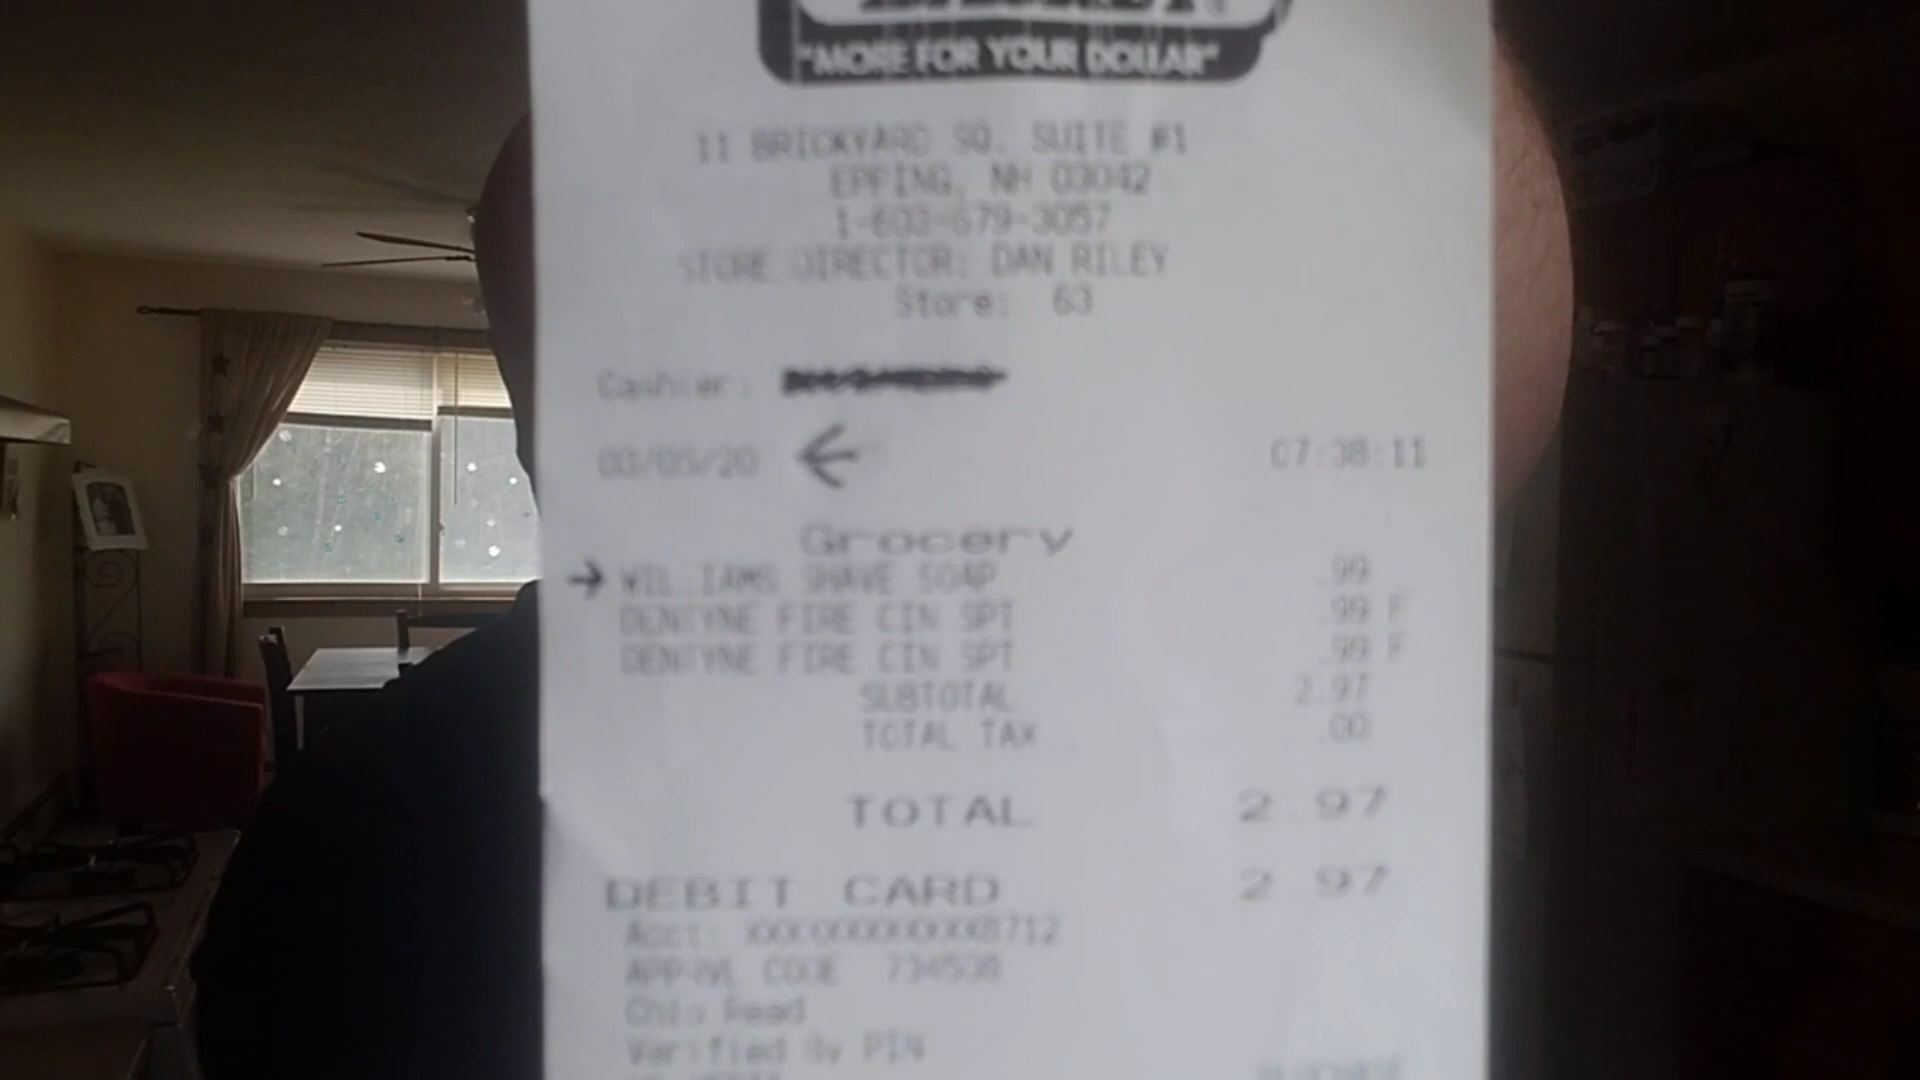 "MORE FOR YOUR DOLLAR"
11 BRICKYARD SQ. SUITE #1
EPPING, NH 03042
1-603-679-3057
STORE DIRECTOR: DAN RILEY
Store: 63
Cashier:
03/05/20 07:38:11
Grocery
WILLIAMS SHAVE SOAP .99
DENTYNE FIRE CIN SPT .99 F
DENTYNE FIRE CIN SPT .99 F
SUBTOTAL 2.97
TOTAL TAX .00
TOTAL 2.97
DEBIT CARD 2.97
Acct: XXXXXXXXXXXX8712
APPRVL CODE 734538
Chip Read
Verified By PIN